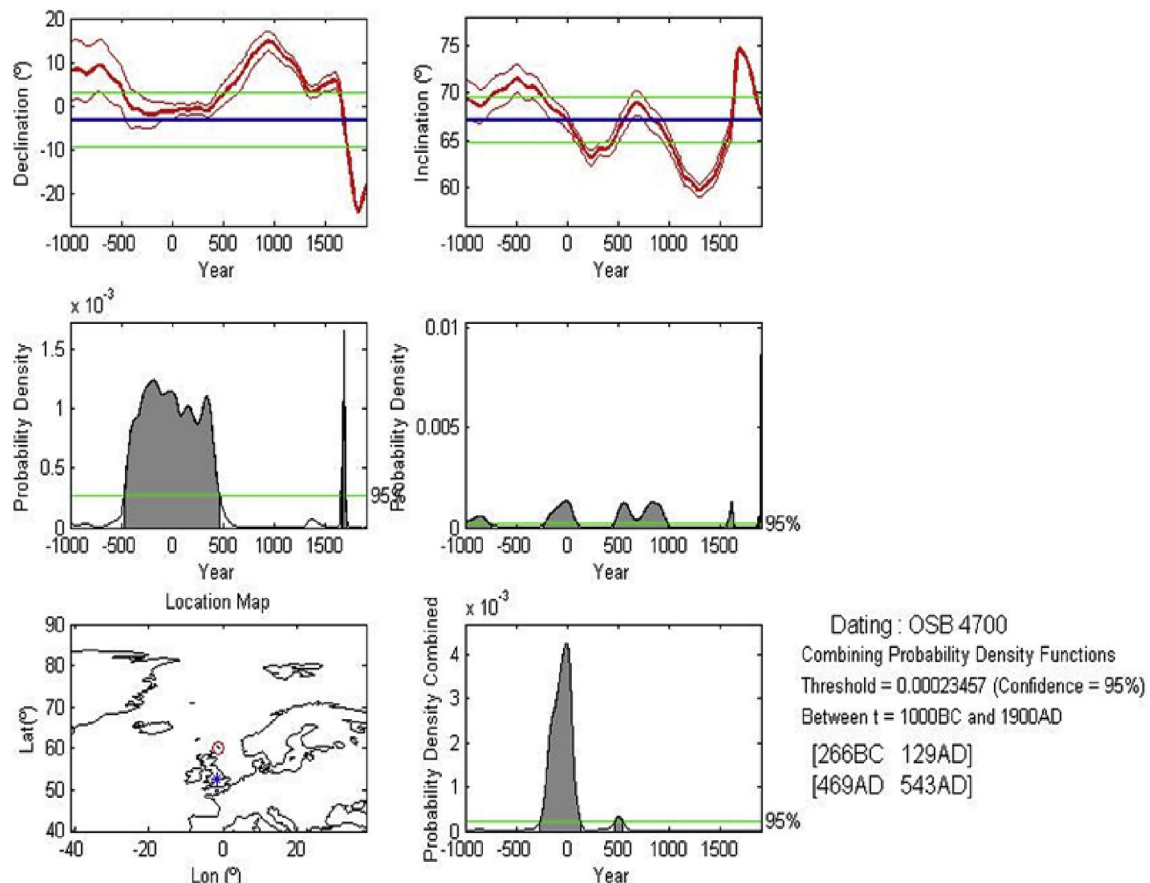 20
10
0
-10
-20
Declination (º)
-1000 -500 0 500 1000 1500
Year
75
70
65
60
Inclination (º)
-1000 -500 0 500 1000 1500
Year
x 10⁻³
1.5
1
0.5
0
Probability Density
95%
-1000 -500 0 500 1000 1500
Year
0.01
0.005
0
Probability Density
95%
-1000 -500 0 500 1000 1500
Year
Location Map
90
80
70
60
50
40
Lat(º)
-40 -20 0 20
Lon (º)
x 10⁻³
4
3
2
1
0
Probability Density Combined
95%
-1000 -500 0 500 1000 1500
Year
Dating : OSB 4700
Combining Probability Density Functions
Threshold = 0.00023457 (Confidence = 95%)
Between t = 1000BC and 1900AD
[266BC 129AD]
[469AD 543AD]